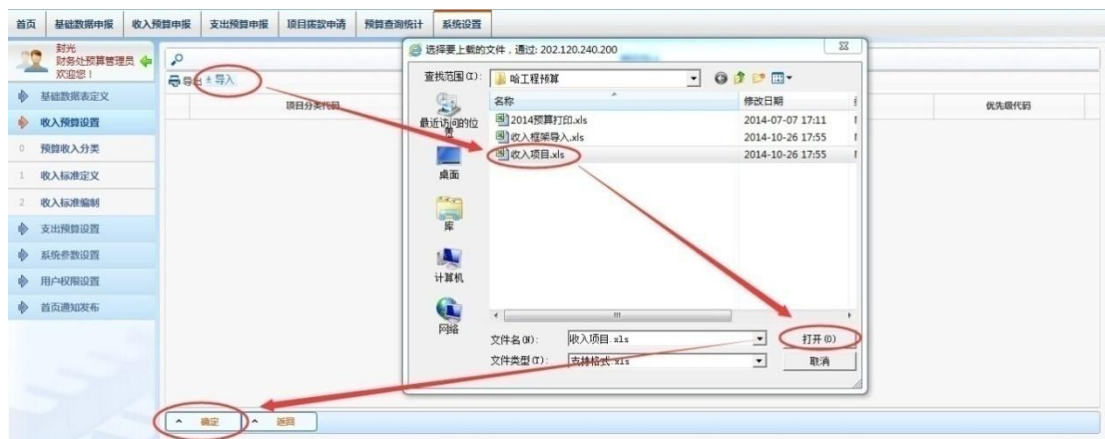 首页 基础数据申报 收入预算申报 支出预算申报 项目拨款申请 预算查询统计 系统设置
封光
财务处预算管理员
欢迎您！
基础数据表定义
收入预算设置
0 预算收入分类
1 收入标准定义
2 收入标准编制
支出预算设置
系统参数设置
用户权限设置
首页通知发布
导出 导入
项目分类代码 优先级代码
选择要上载的文件，通过: 202.120.240.200
查找范围(I): 哈工程预算
名称 修改日期
2014预算打印.xls 2014-07-07 17:11
收入框架导入.xls 2014-10-26 17:55
收入项目.xls 2014-10-26 17:55
最近访问的位置
桌面
库
计算机
网络
文件名(N): 收入项目.xls 打开(O)
文件类型(T): 支持格式.xls 取消
确定 返回